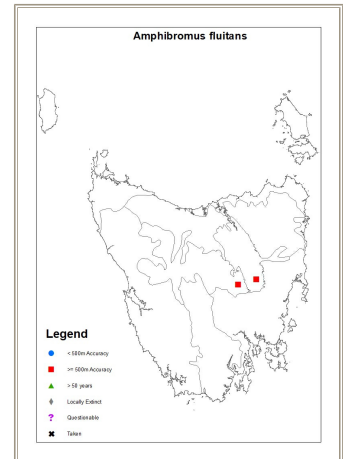 Amphibromus fluitans
Legend
< 500m Accuracy
>= 500m Accuracy
> 50 years
Locally Extinct
? Questionable
Taken